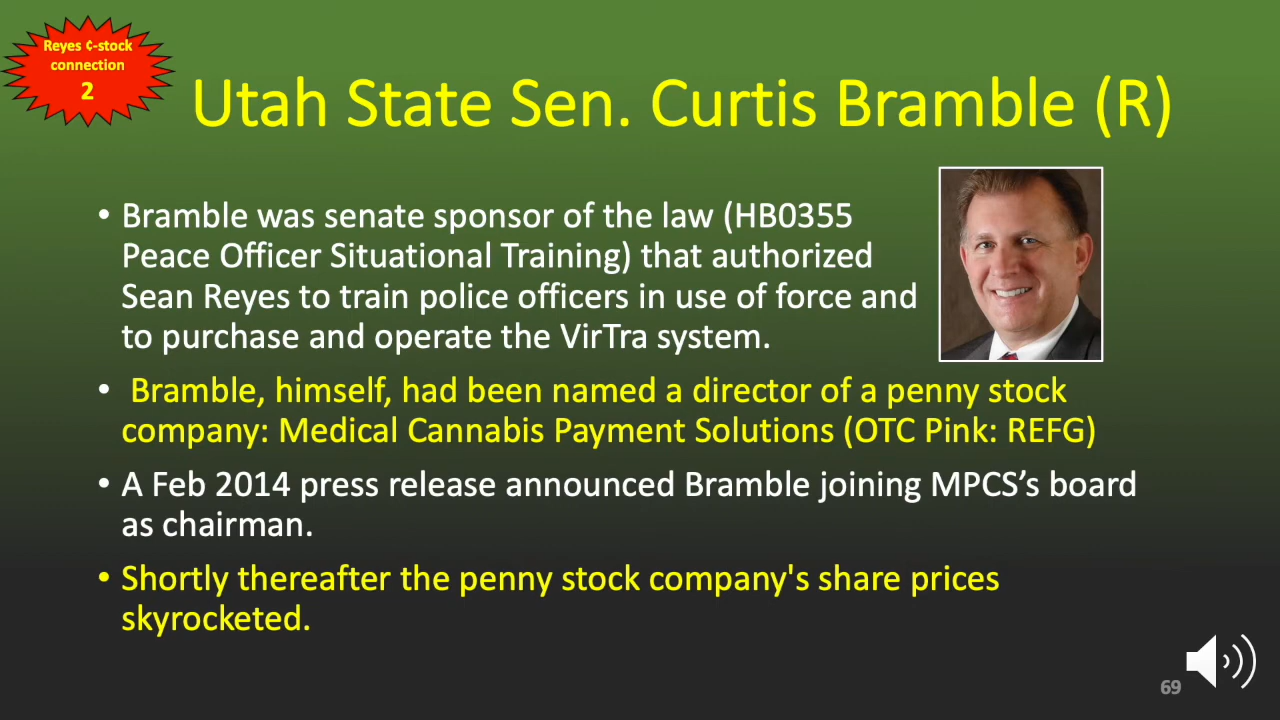 Reyes ¢-stock
connection
2
Utah State Sen. Curtis Bramble (R)
• Bramble was senate sponsor of the law (HB0355
Peace Officer Situational Training) that authorized
Sean Reyes to train police officers in use of force and
to purchase and operate the VirTra system.
• Bramble, himself, had been named a director of a penny stock
company: Medical Cannabis Payment Solutions (OTC Pink: REFG)
• A Feb 2014 press release announced Bramble joining MPCS’s board
as chairman.
• Shortly thereafter the penny stock company's share prices
skyrocketed.
69